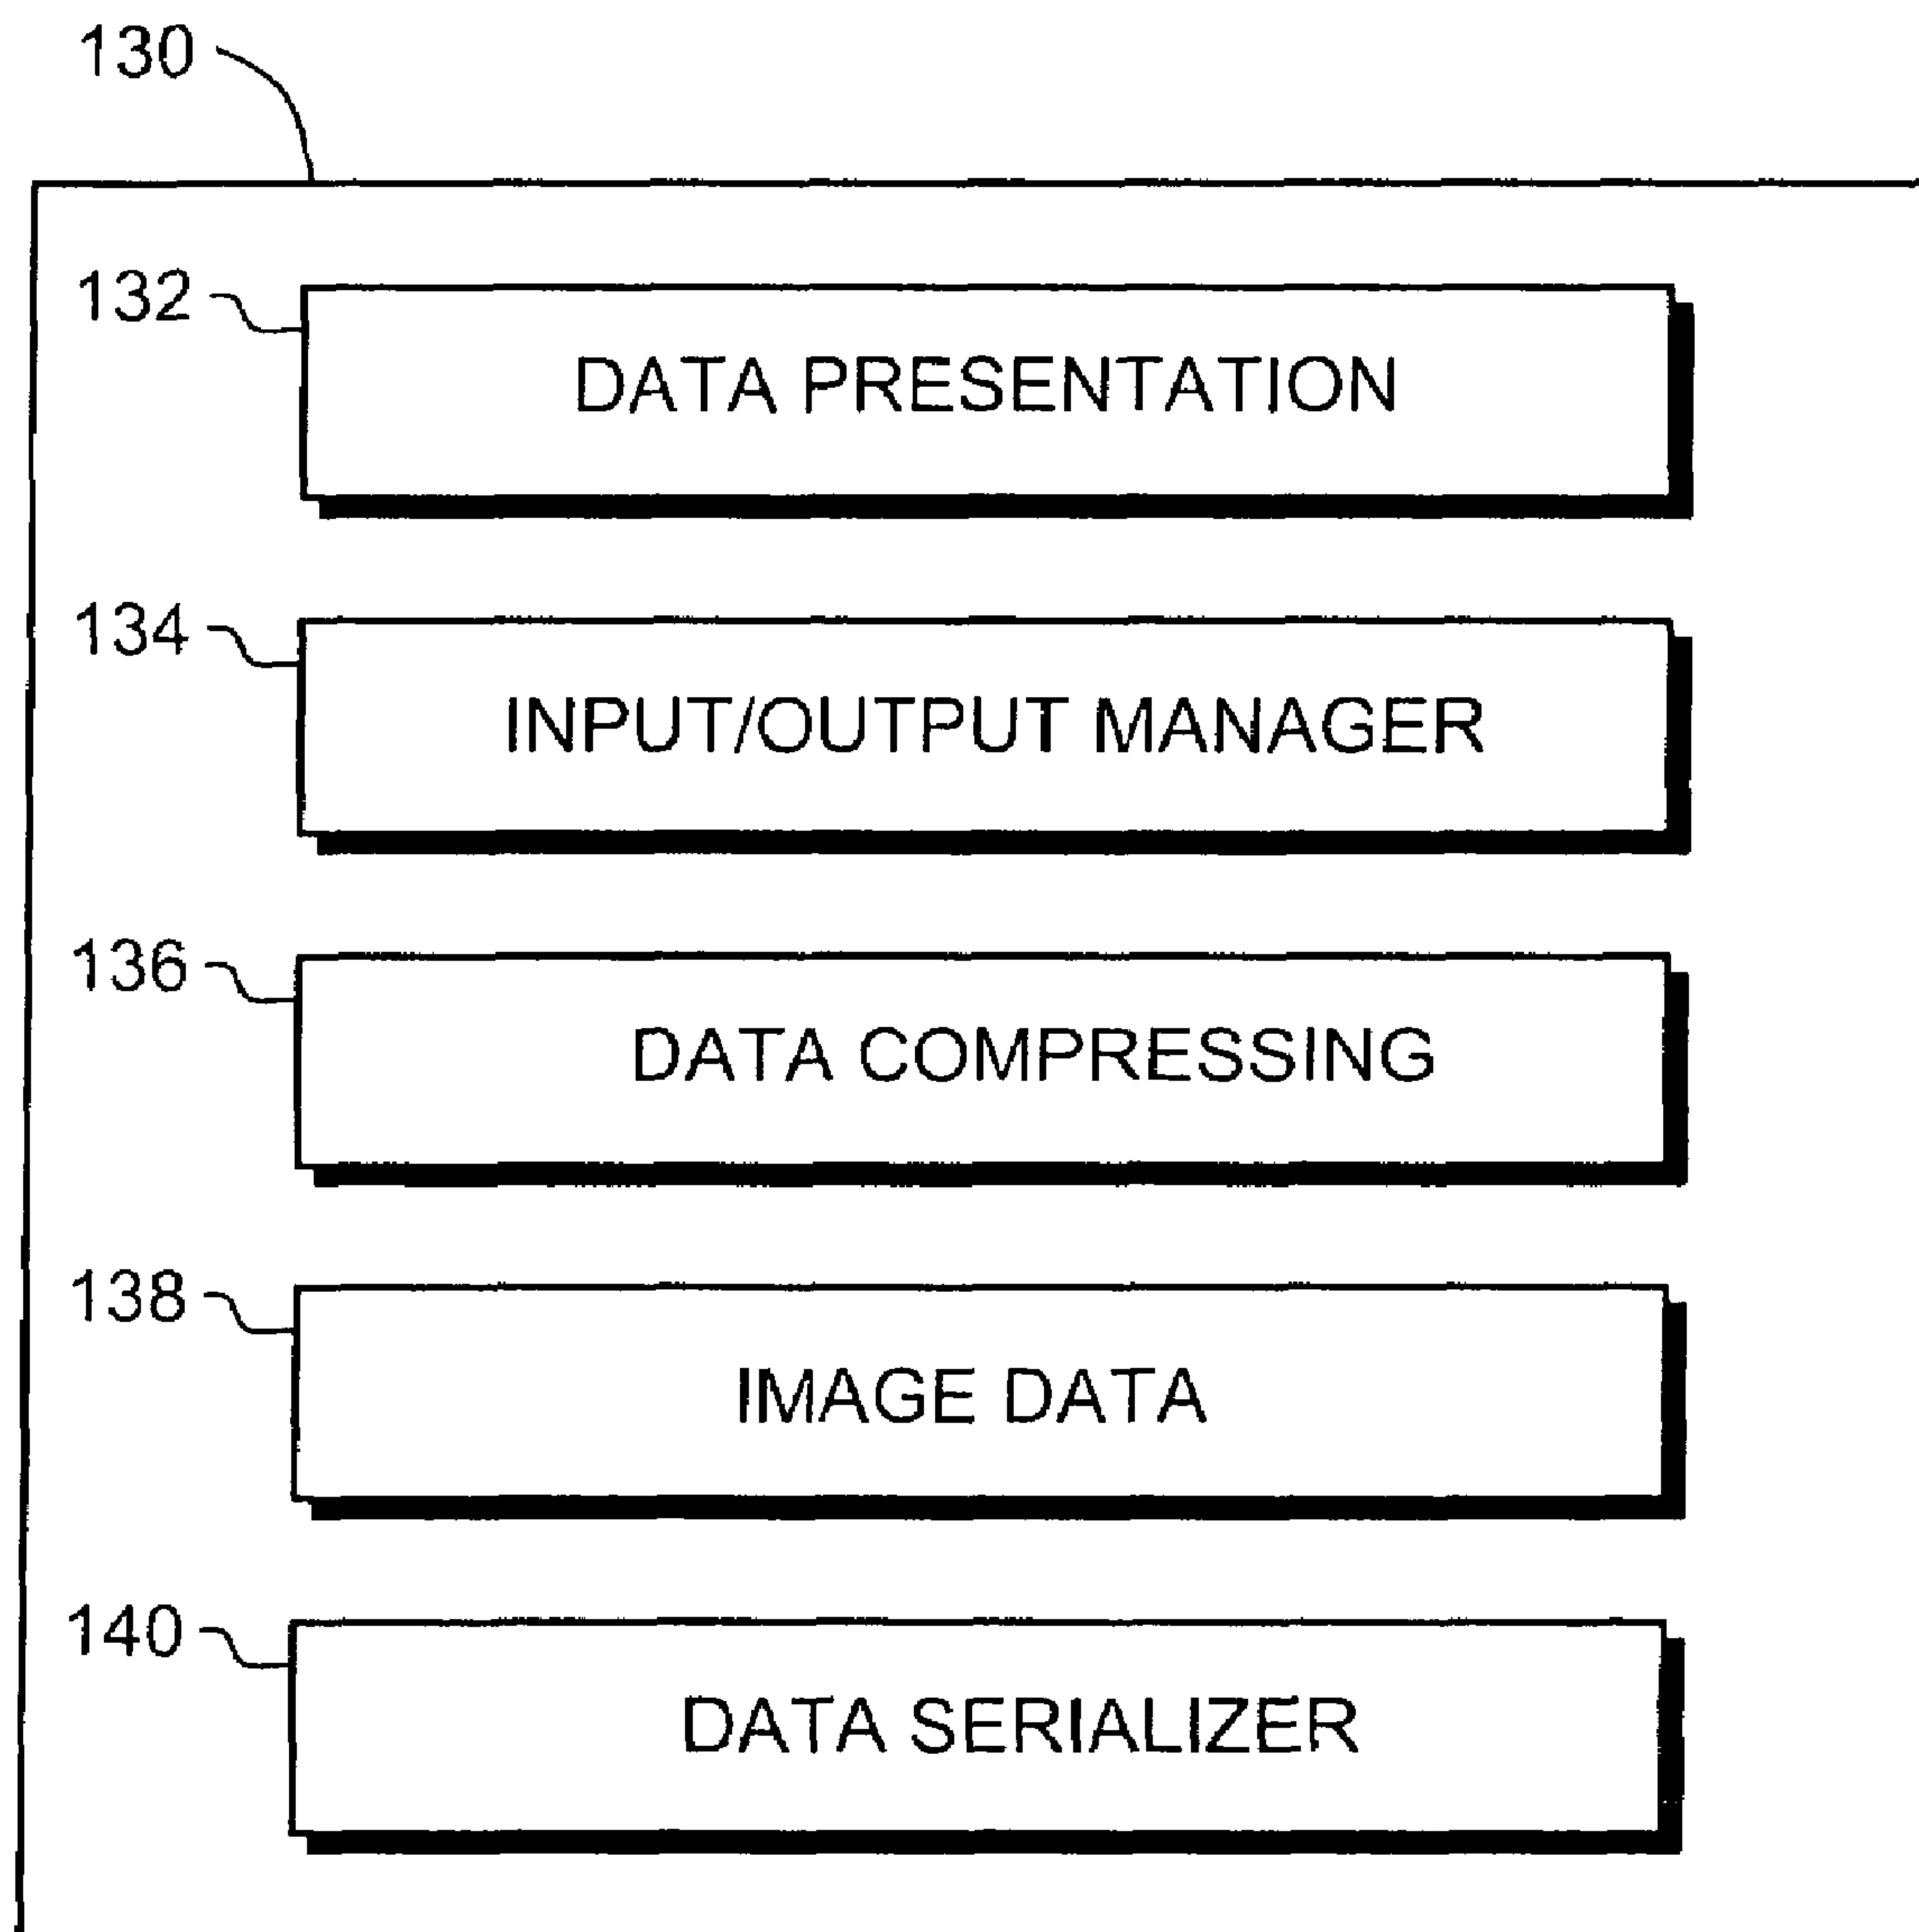 130
132
DATA PRESENTATION
134
INPUT/OUTPUT MANAGER
136
DATA COMPRESSING
138
IMAGE DATA
140
DATA SERIALIZER